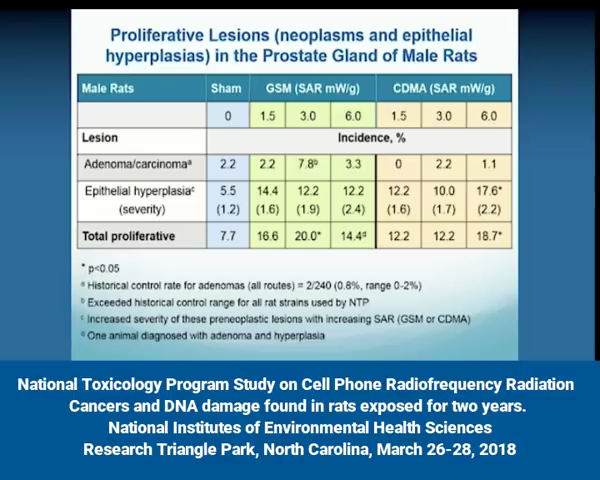 Proliferative Lesions (neoplasms and epithelial
hyperplasias) in the Prostate Gland of Male Rats
Male Rats Sham GSM (SAR mW/g) CDMA (SAR mW/g)
0 1.5 3.0 6.0 1.5 3.0 6.0
Lesion Incidence, %
Adenoma/carcinomaᵃ 2.2 2.2 7.8ᵇ 3.3 0 2.2 1.1
Epithelial hyperplasiaᶜ 5.5 14.4 12.2 12.2 12.2 10.0 17.6*
(severity) (1.2) (1.6) (1.9) (2.4) (1.6) (1.7) (2.2)
Total proliferative 7.7 16.6 20.0* 14.4ᵈ 12.2 12.2 18.7*
* p<0.05
ᵃ Historical control rate for adenomas (all routes) = 2/240 (0.8%, range 0-2%)
ᵇ Exceeded historical control range for all rat strains used by NTP
ᶜ Increased severity of these preneoplastic lesions with increasing SAR (GSM or CDMA)
ᵈ One animal diagnosed with adenoma and hyperplasia
National Toxicology Program Study on Cell Phone Radiofrequency Radiation
Cancers and DNA damage found in rats exposed for two years.
National Institutes of Environmental Health Sciences
Research Triangle Park, North Carolina, March 26-28, 2018